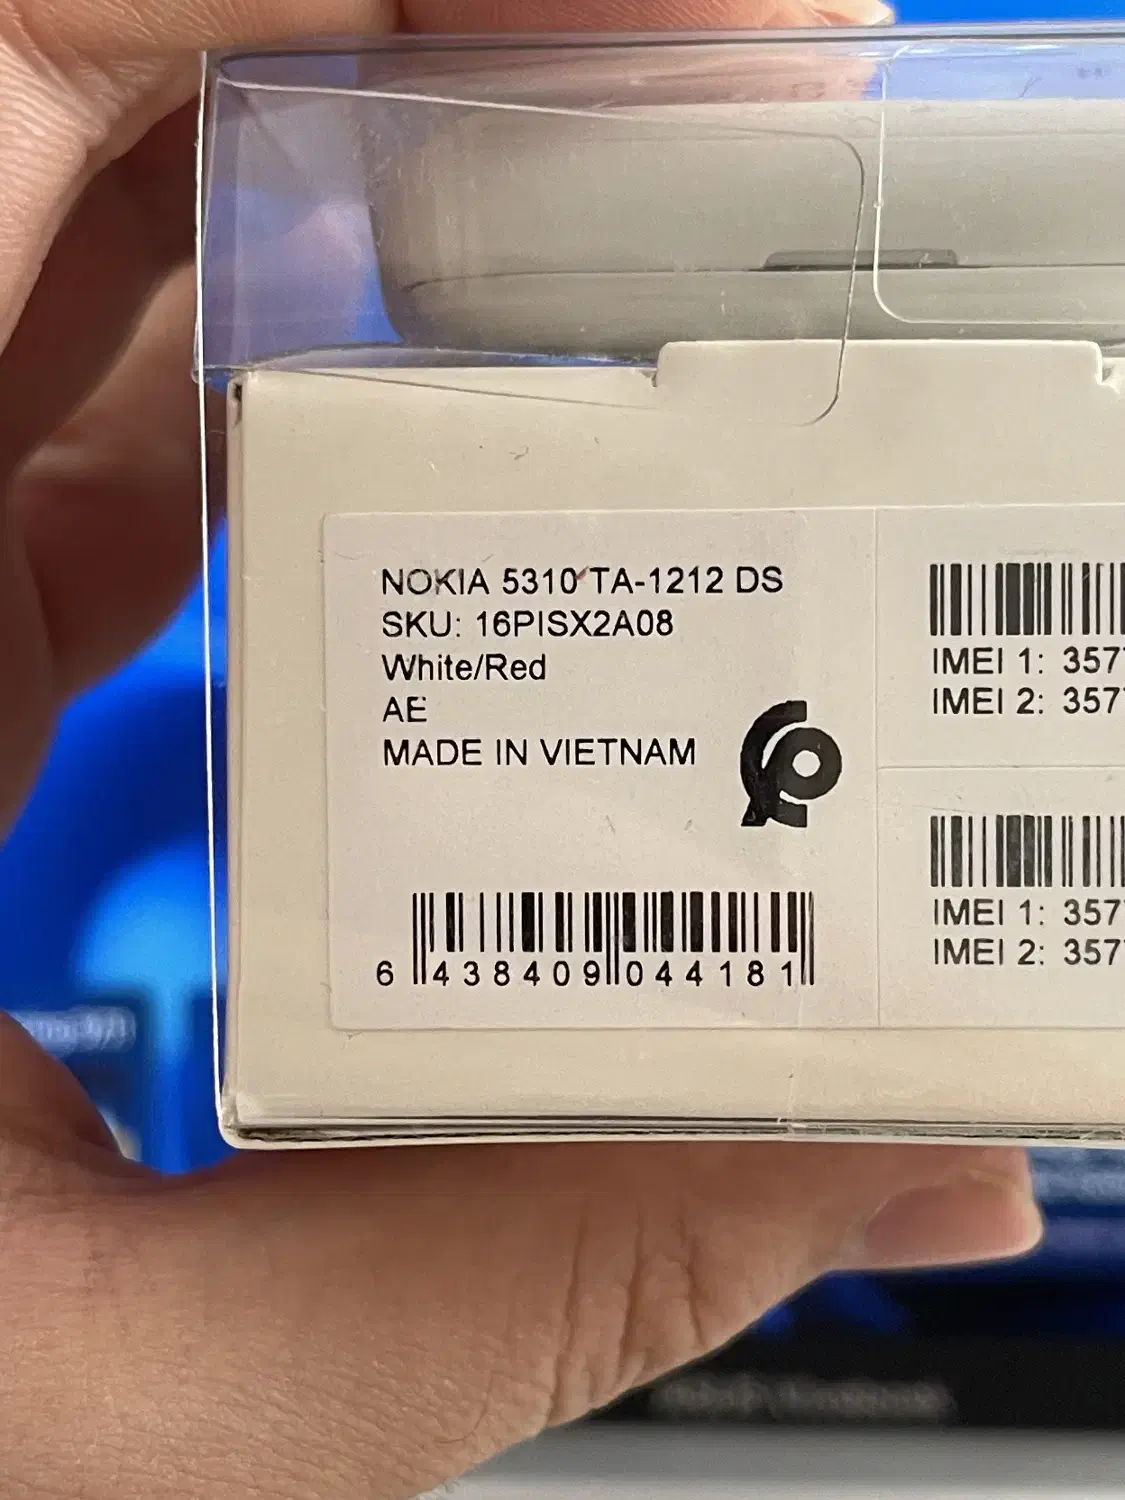 NOKIA 5310 TA-1212 DS
SKU: 16PISX2A08
White/Red
AE
MADE IN VIETNAM
6 438409 044181
IMEI 1: 357
IMEI 2: 357
IMEI 1: 357
IMEI 2: 357